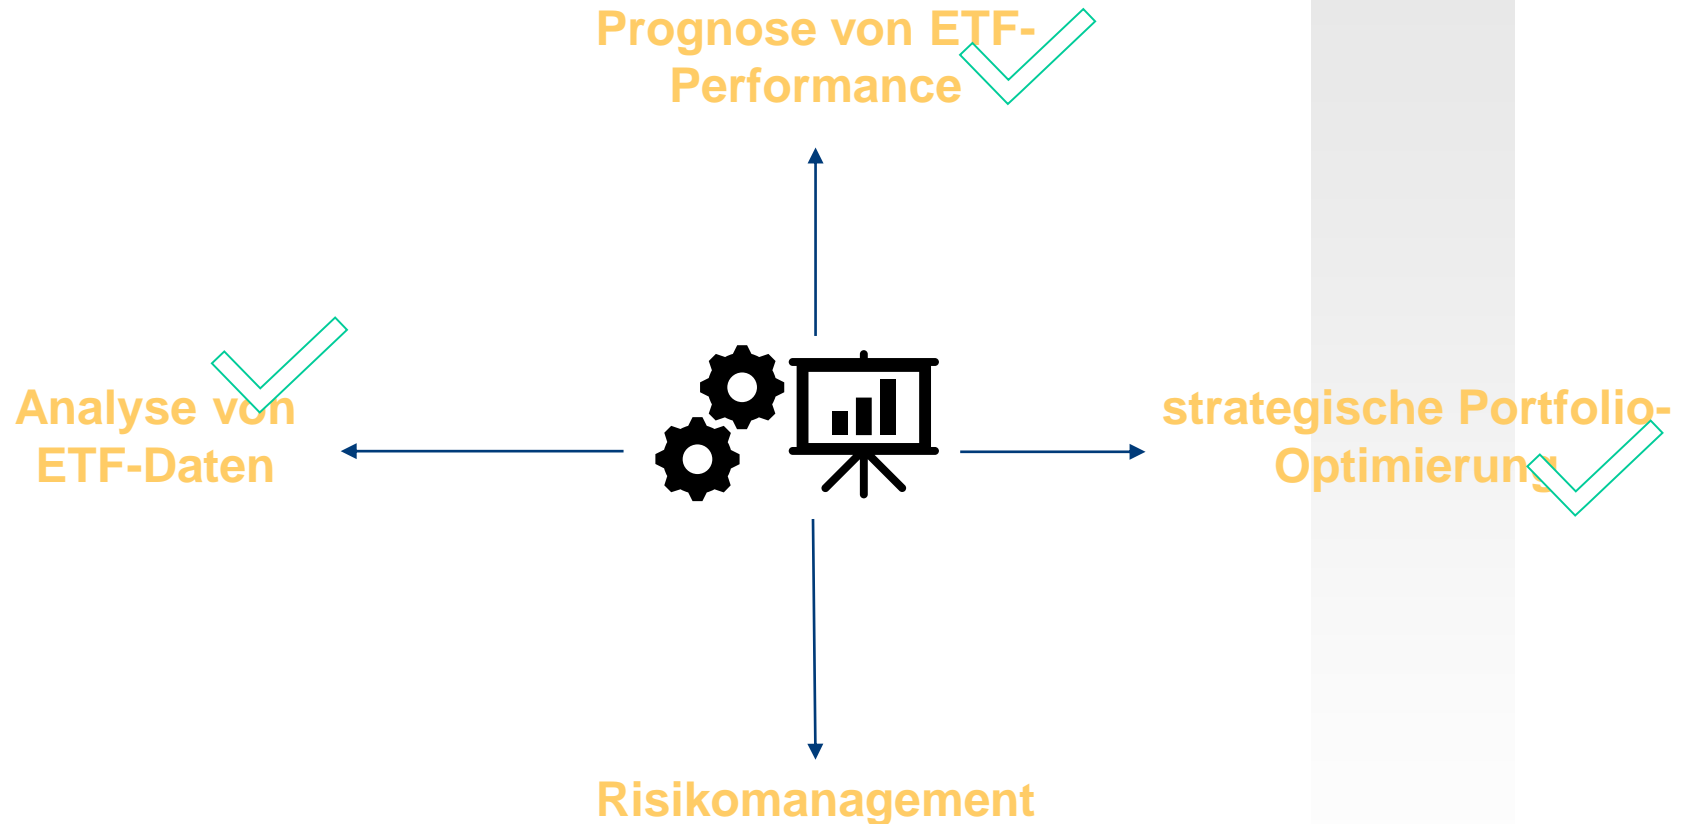 Prognose von ETF-
Performance
Analyse von
ETF-Daten
strategische Portfolio-
Optimierung
Risikomanagement